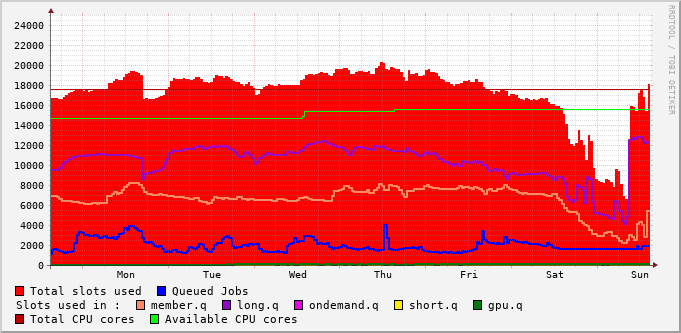 RRDTOOL / TOBI OETIKER
24000
22000
20000
18000
16000
14000
12000
10000
8000
6000
4000
2000
0
Mon Tue Wed Thu Fri Sat Sun
Total slots used Queued Jobs
Slots used in : member.q long.q ondemand.q short.q gpu.q
Total CPU cores Available CPU cores